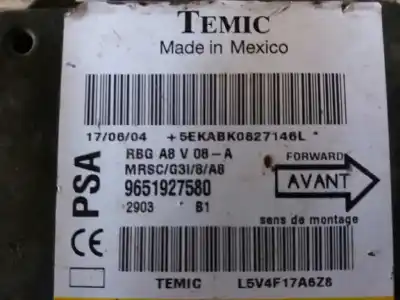 TEMIC
Made in Mexico
17/06/04 +5EKABK0827146L*
RBG A8 V 08-A
MRSC/G3I/8/A8
9651927580
2903 B1
PSA
FORWARD
AVANT
sens de montage
CE
TEMIC L5V4F17A6Z8